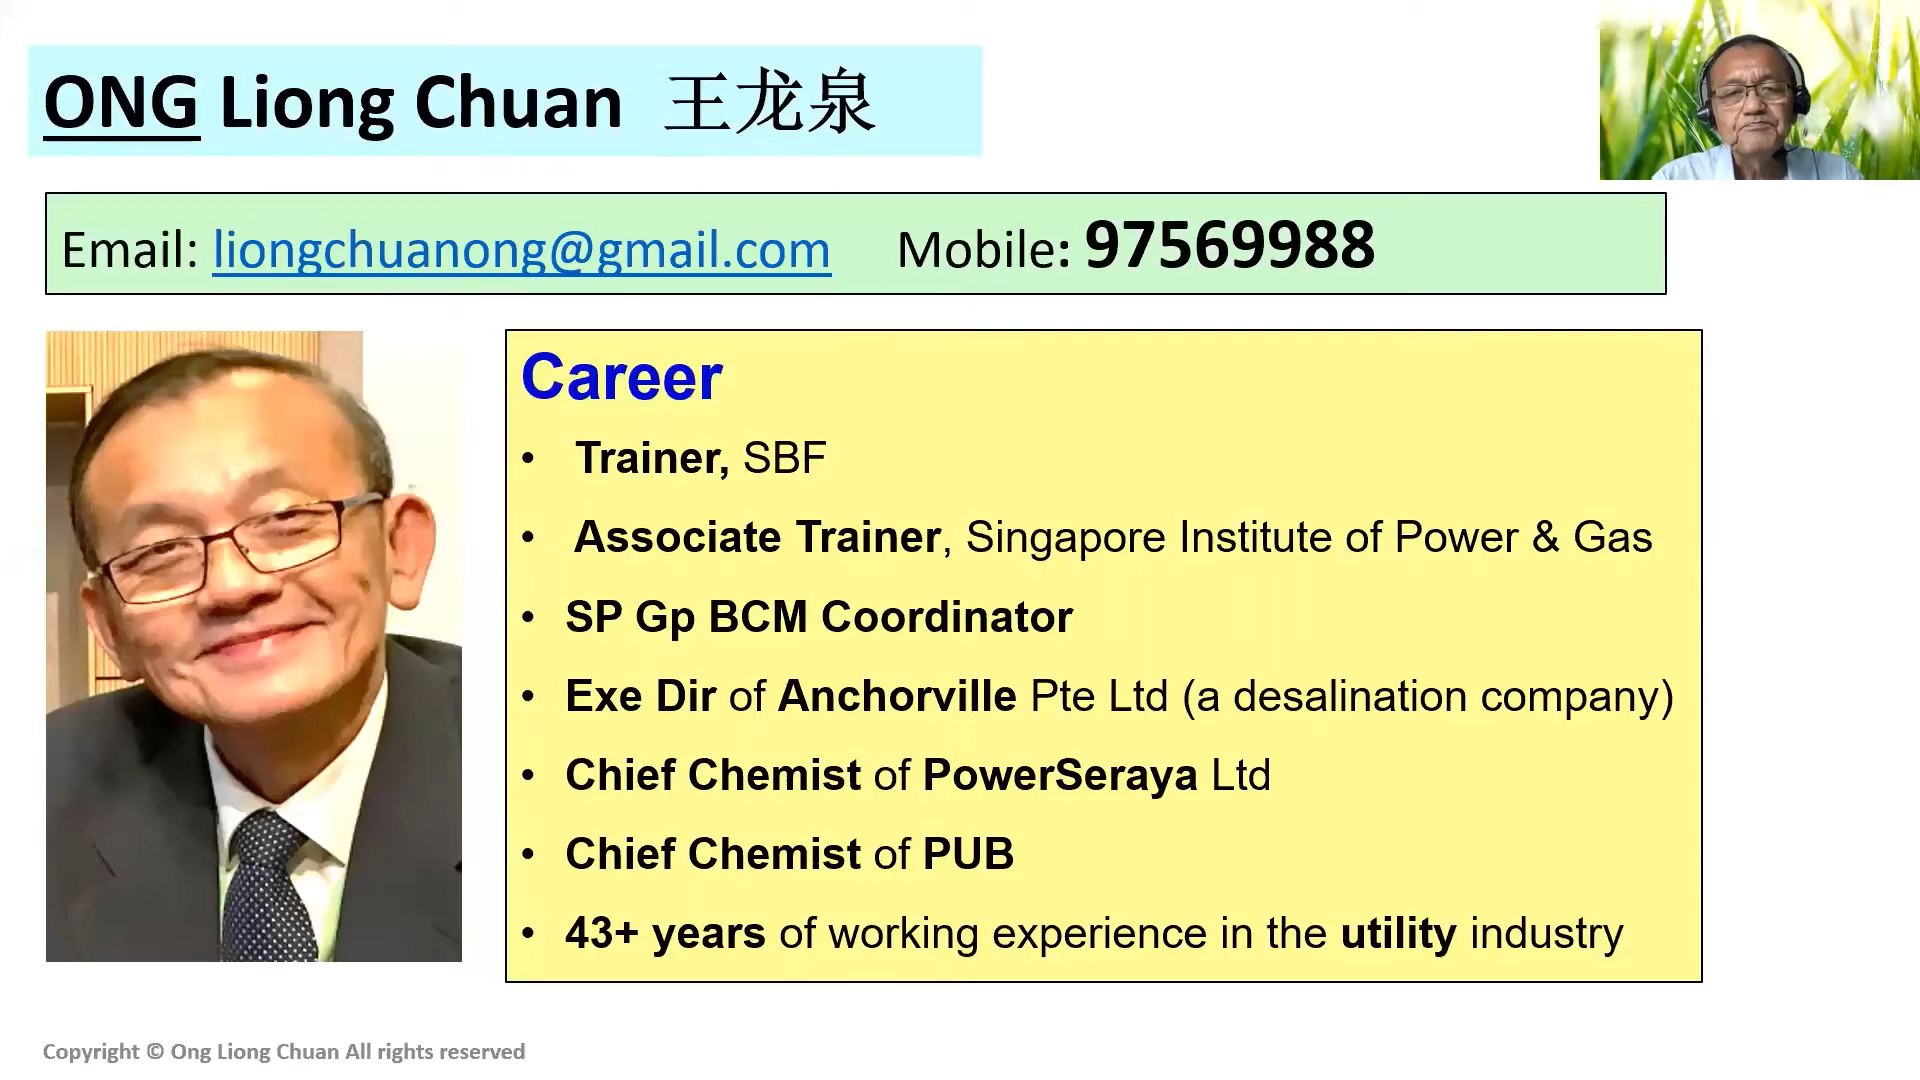 ONG Liong Chuan 王龙泉
Email: liongchuanong@gmail.com Mobile: 97569988
Career
• Trainer, SBF
• Associate Trainer, Singapore Institute of Power & Gas
• SP Gp BCM Coordinator
• Exe Dir of Anchorville Pte Ltd (a desalination company)
• Chief Chemist of PowerSeraya Ltd
• Chief Chemist of PUB
• 43+ years of working experience in the utility industry
Copyright © Ong Liong Chuan All rights reserved